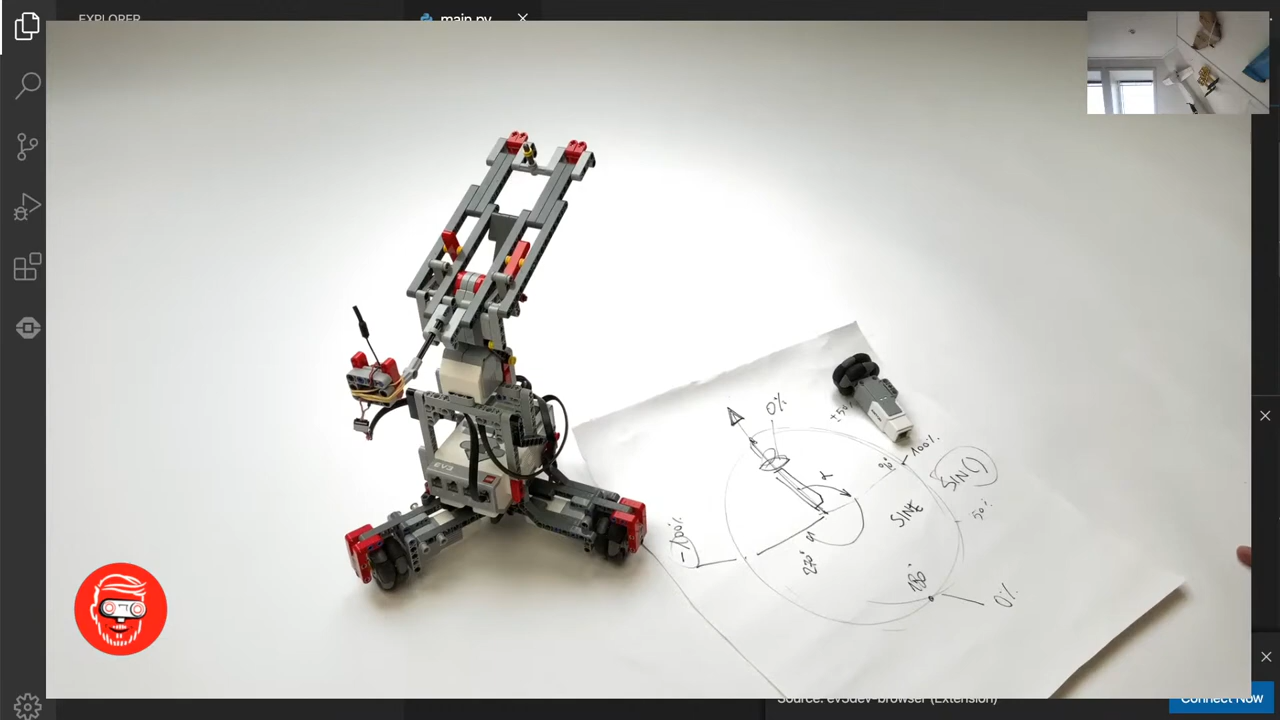 EXPLORER
main.py
EV3
0%
±50%
100%
90°
α
SIN()
SINE
50%
-100%
270°
180°
0%
Source: ev3dev-browser (Extension)
Connect Now